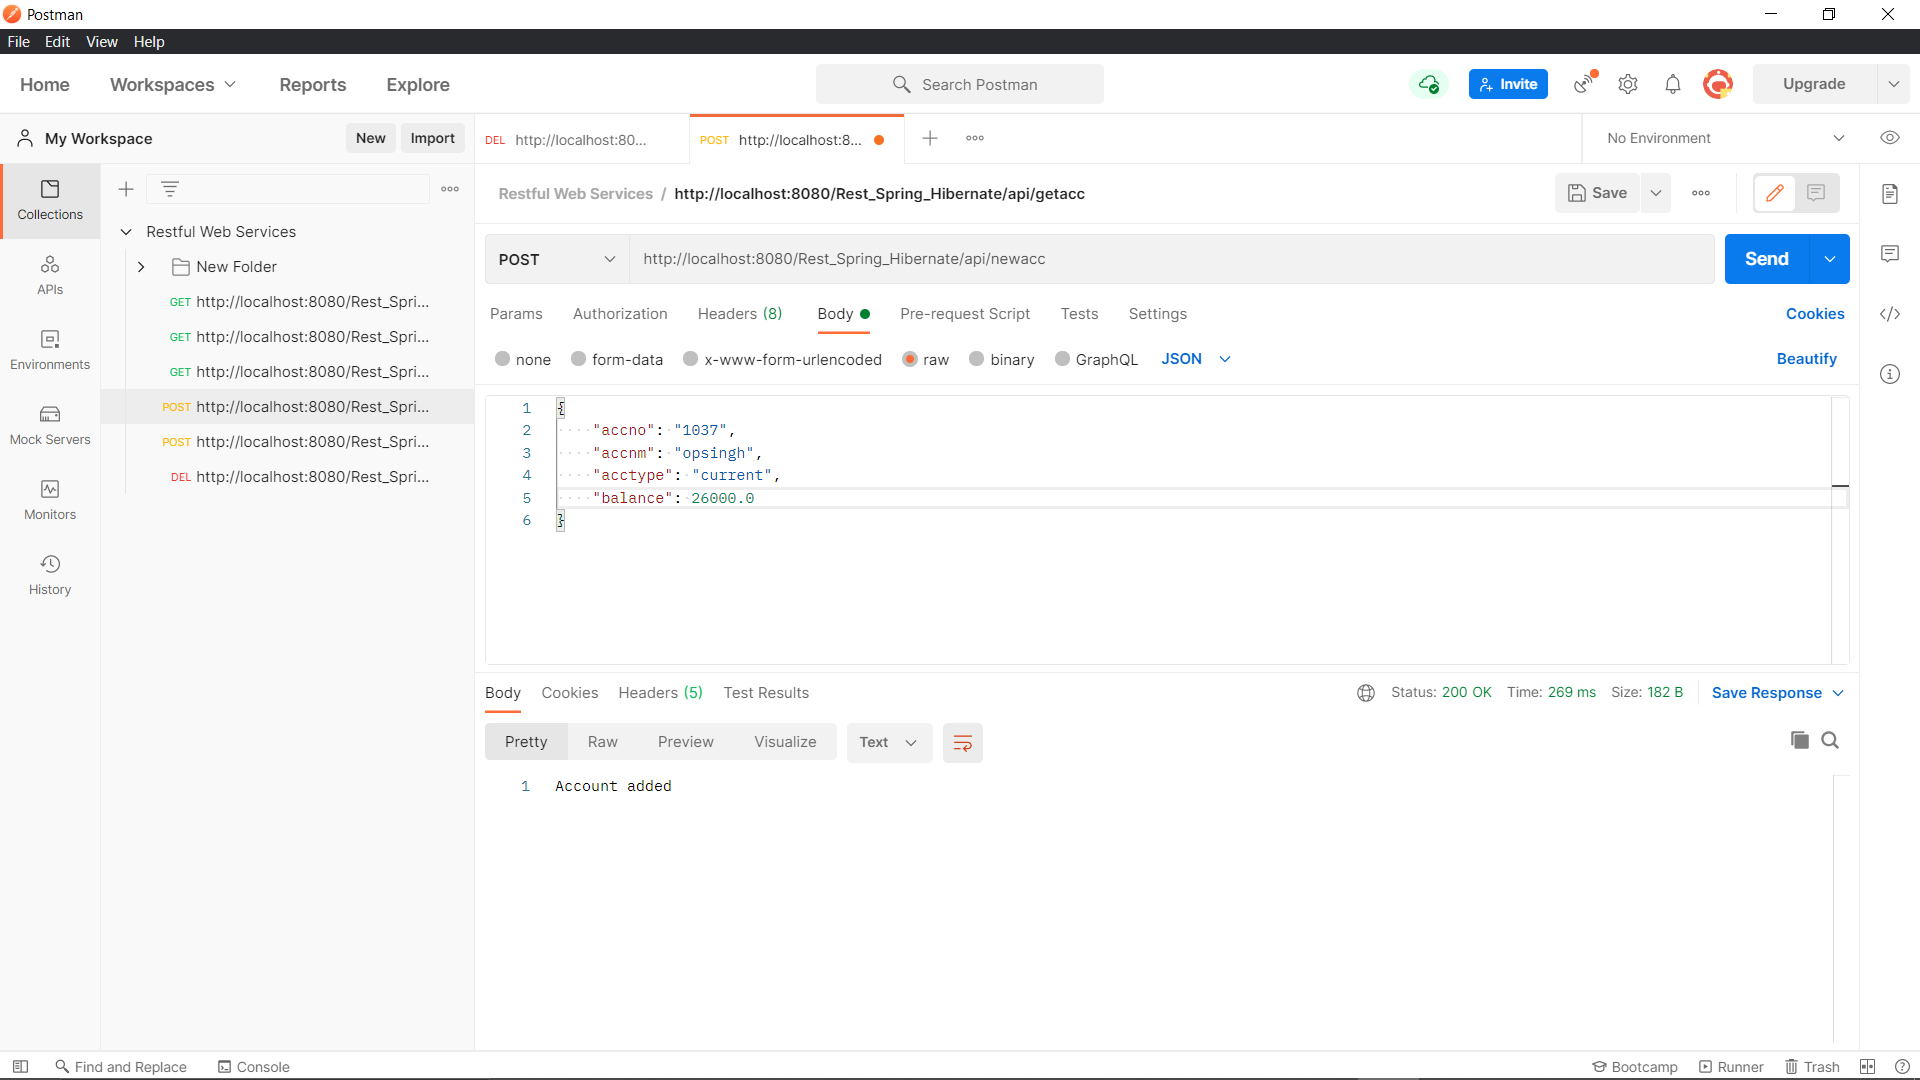 Postman
File Edit View Help
Home Workspaces Reports Explore Search Postman Invite Upgrade
My Workspace New Import DEL http://localhost:80... POST http://localhost:8... No Environment
Restful Web Services / http://localhost:8080/Rest_Spring_Hibernate/api/getacc Save
Collections
Restful Web Services
New Folder
GET http://localhost:8080/Rest_Spri...
GET http://localhost:8080/Rest_Spri...
GET http://localhost:8080/Rest_Spri...
POST http://localhost:8080/Rest_Spri...
POST http://localhost:8080/Rest_Spri...
DEL http://localhost:8080/Rest_Spri...
APIs
Environments
Mock Servers
Monitors
History
POST http://localhost:8080/Rest_Spring_Hibernate/api/newacc Send
Params Authorization Headers (8) Body Pre-request Script Tests Settings Cookies
none form-data x-www-form-urlencoded raw binary GraphQL JSON Beautify
1 {
2 "accno": "1037",
3 "accnm": "opsingh",
4 "acctype": "current",
5 "balance": 26000.0
6 }
Body Cookies Headers (5) Test Results Status: 200 OK Time: 269 ms Size: 182 B Save Response
Pretty Raw Preview Visualize Text
1 Account added
Find and Replace Console Bootcamp Runner Trash